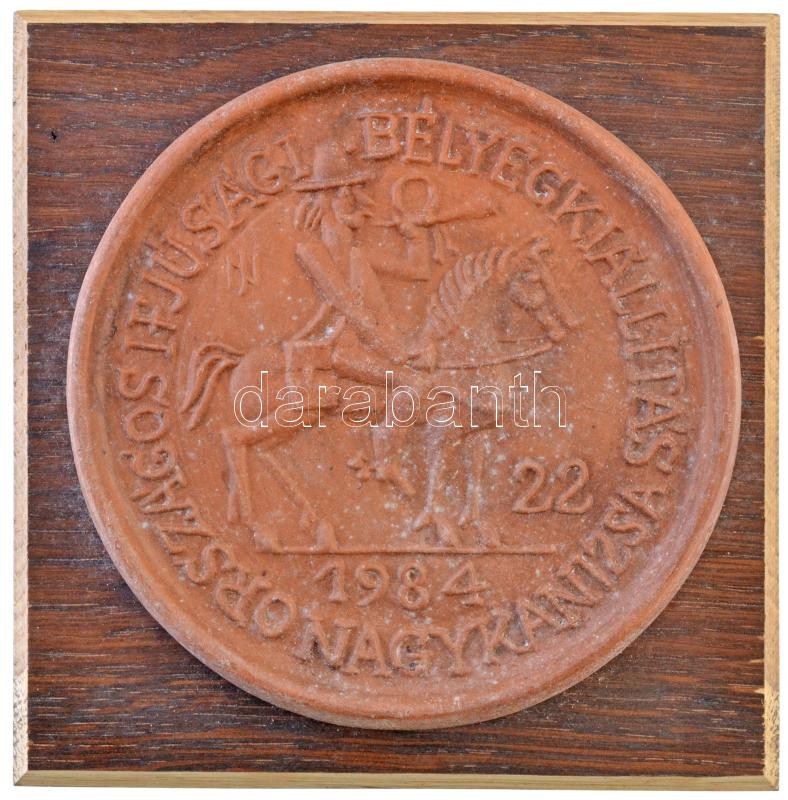 ORSZÁGOS IFJÚSÁGI BÉLYEGKIÁLLÍTÁS
22
1984
NAGYKANIZSA
darabanth